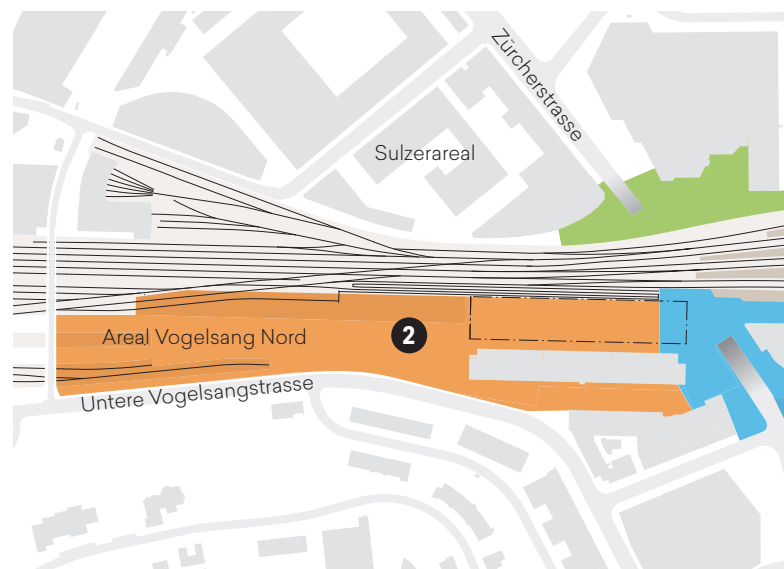 Zürcherstrasse
Sulzerareal
Areal Vogelsang Nord
2
Untere Vogelsangstrasse